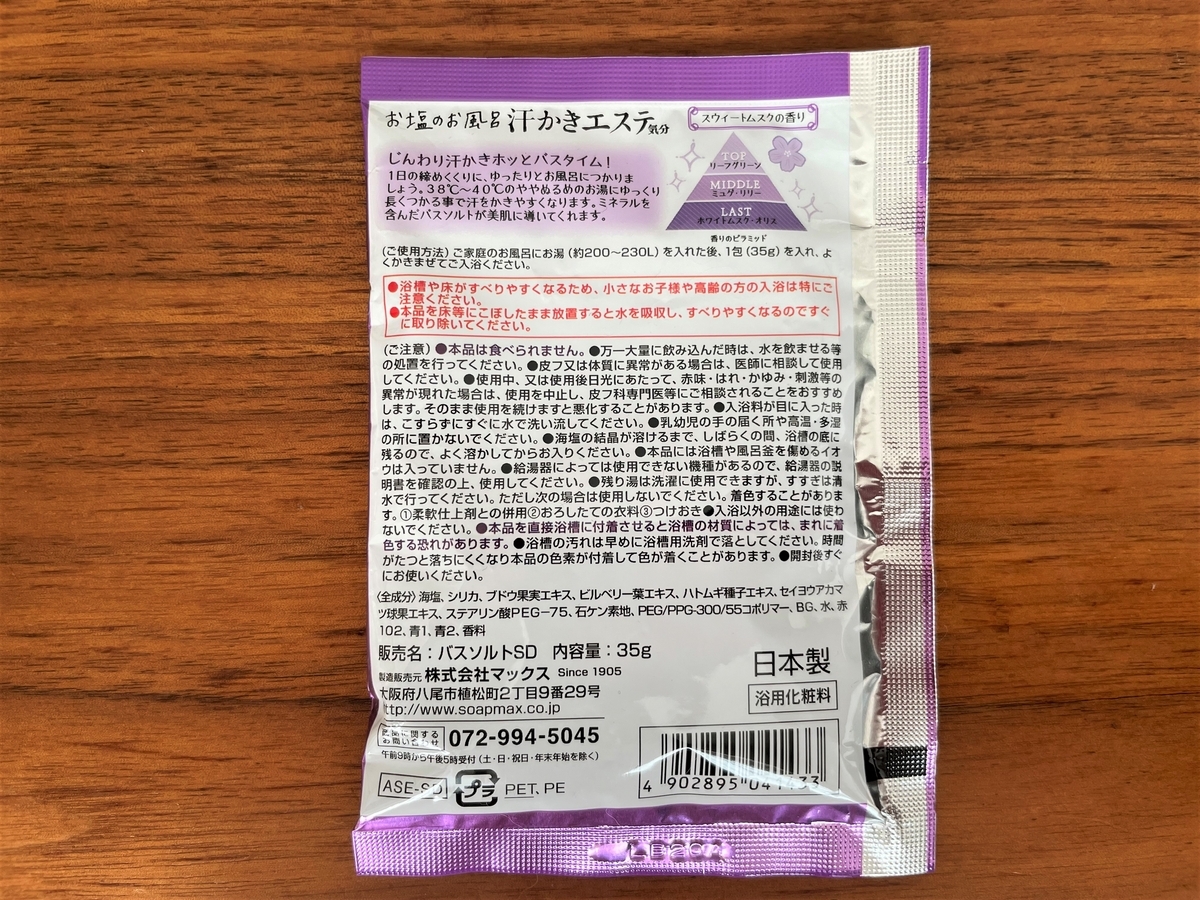 お塩のお風呂 汗かきエステ気分
スウィートムスクの香り
じんわり汗かきホッとバスタイム!
1日の締めくくりに、ゆったりとお風呂につかりま
しょう。38℃〜40℃のややぬるめのお湯にゆっくり
長くつかる事で汗をかきやすくなります。ミネラルを
含んだバスソルトが美肌に導いてくれます。
TOP
リーフグリーン
MIDDLE
ミュゲ・リリー
LAST
ホワイトムスク・オリス
香りのピラミッド
(ご使用方法) ご家庭のお風呂にお湯 (約200〜230L) を入れた後、1包 (35g) を入れ、よ
くかきまぜてご入浴ください。
●浴槽や床がすべりやすくなるため、小さなお子様や高齢の方の入浴は特にご
注意ください。
●本品を床等にこぼしたまま放置すると水を吸収し、すべりやすくなるのですぐ
に取り除いてください。
(ご注意) ●本品は食べられません。●万一大量に飲み込んだ時は、水を飲ませる等
の処置を行ってください。●皮フ又は体質に異常がある場合は、医師に相談して使用
してください。●使用中、又は使用後日光にあたって、赤味・はれ・かゆみ・刺激等の
異常が現れた場合は、使用を中止し、皮フ科専門医等にご相談されることをおすすめ
します。そのまま使用を続けますと悪化することがあります。●入浴料が目に入った時
は、こすらずにすぐに水で洗い流してください。●乳幼児の手の届く所や高温・多湿
の所に置かないでください。●海塩の結晶が溶けるまで、しばらくの間、浴槽の底に
残るので、よく溶かしてからお入りください。●本品には浴槽や風呂釜を傷めるイオ
ウは入っていません。●給湯器によっては使用できない機種があるので、給湯器の説
明書を確認の上、使用してください。●残り湯は洗濯に使用できますが、すすぎは清
水で行ってください。ただし次の場合は使用しないでください。着色することがありま
す。①柔軟仕上剤との併用②おろしたての衣料③つけおき●入浴以外の用途には使わ
ないでください。●本品を直接浴槽に付着させると浴槽の材質によっては、まれに着
色する恐れがあります。●浴槽の汚れは早めに浴槽用洗剤で落としてください。時間
がたつと落ちにくくなり本品の色素が付着して色が着くことがあります。●開封後すぐ
にお使いください。
(全成分) 海塩、シリカ、ブドウ果実エキス、ビルベリー葉エキス、ハトムギ種子エキス、セイヨウアカマ
ツ球果エキス、ステアリン酸PEG-75、石ケン素地、PEG/PPG-300/55コポリマー、BG、水、赤
102、青1、青2、香料
販売名:バスソルトSD 内容量:35g
製造販売元 株式会社マックス Since 1905
大阪府八尾市植松町2丁目9番29号
http://www.soapmax.co.jp
日本製
浴用化粧料
に関する
お問い合わせ
072-994-5045
午前9時から午後5時受付 (土・日・祝日・年末年始を除く)
ASE-SD
プラ
PET, PE
4 902895